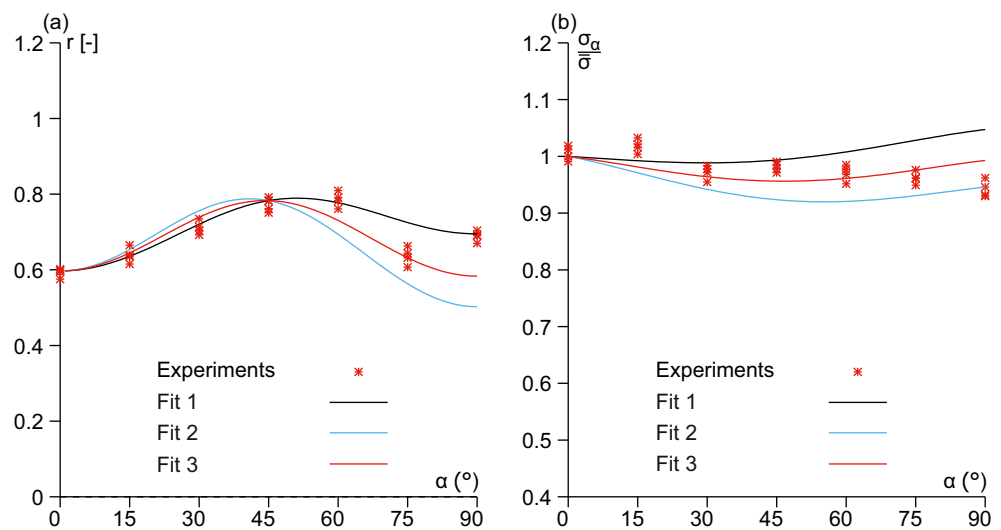 (a)
r [-]
1.2
1
0.8
0.6
0.4
0.2
0
Experiments
Fit 1
Fit 2
Fit 3
α (°)
0 15 30 45 60 75 90
(b)
σα
σ̄
1.2
1.1
1
0.9
0.8
0.7
0.6
0.5
0.4
Experiments
Fit 1
Fit 2
Fit 3
α (°)
0 15 30 45 60 75 90